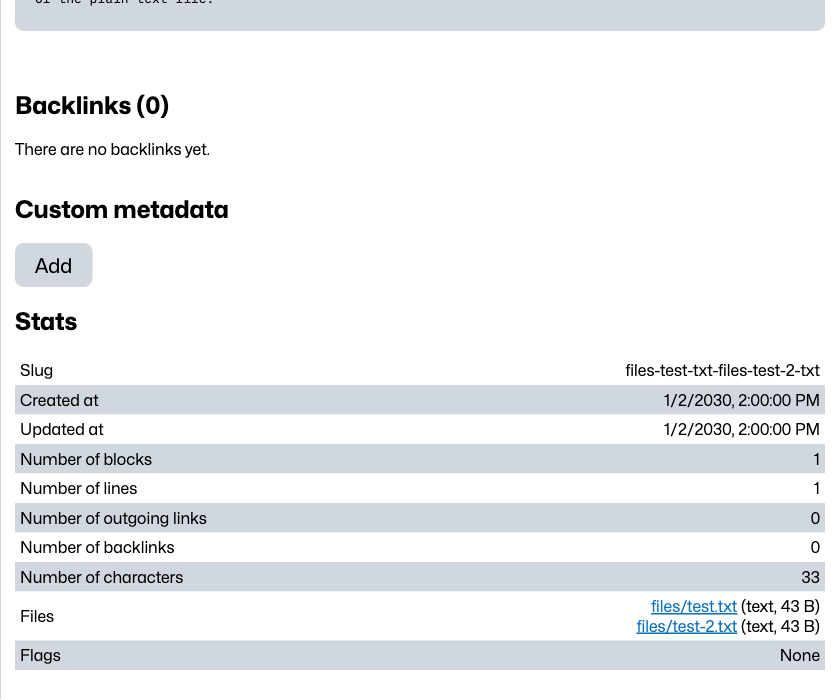 of the plain text file.
Backlinks (0)
There are no backlinks yet.
Custom metadata
Add
Stats
Slug files-test-txt-files-test-2-txt
Created at 1/2/2030, 2:00:00 PM
Updated at 1/2/2030, 2:00:00 PM
Number of blocks 1
Number of lines 1
Number of outgoing links 0
Number of backlinks 0
Number of characters 33
Files files/test.txt (text, 43 B)
files/test-2.txt (text, 43 B)
Flags None